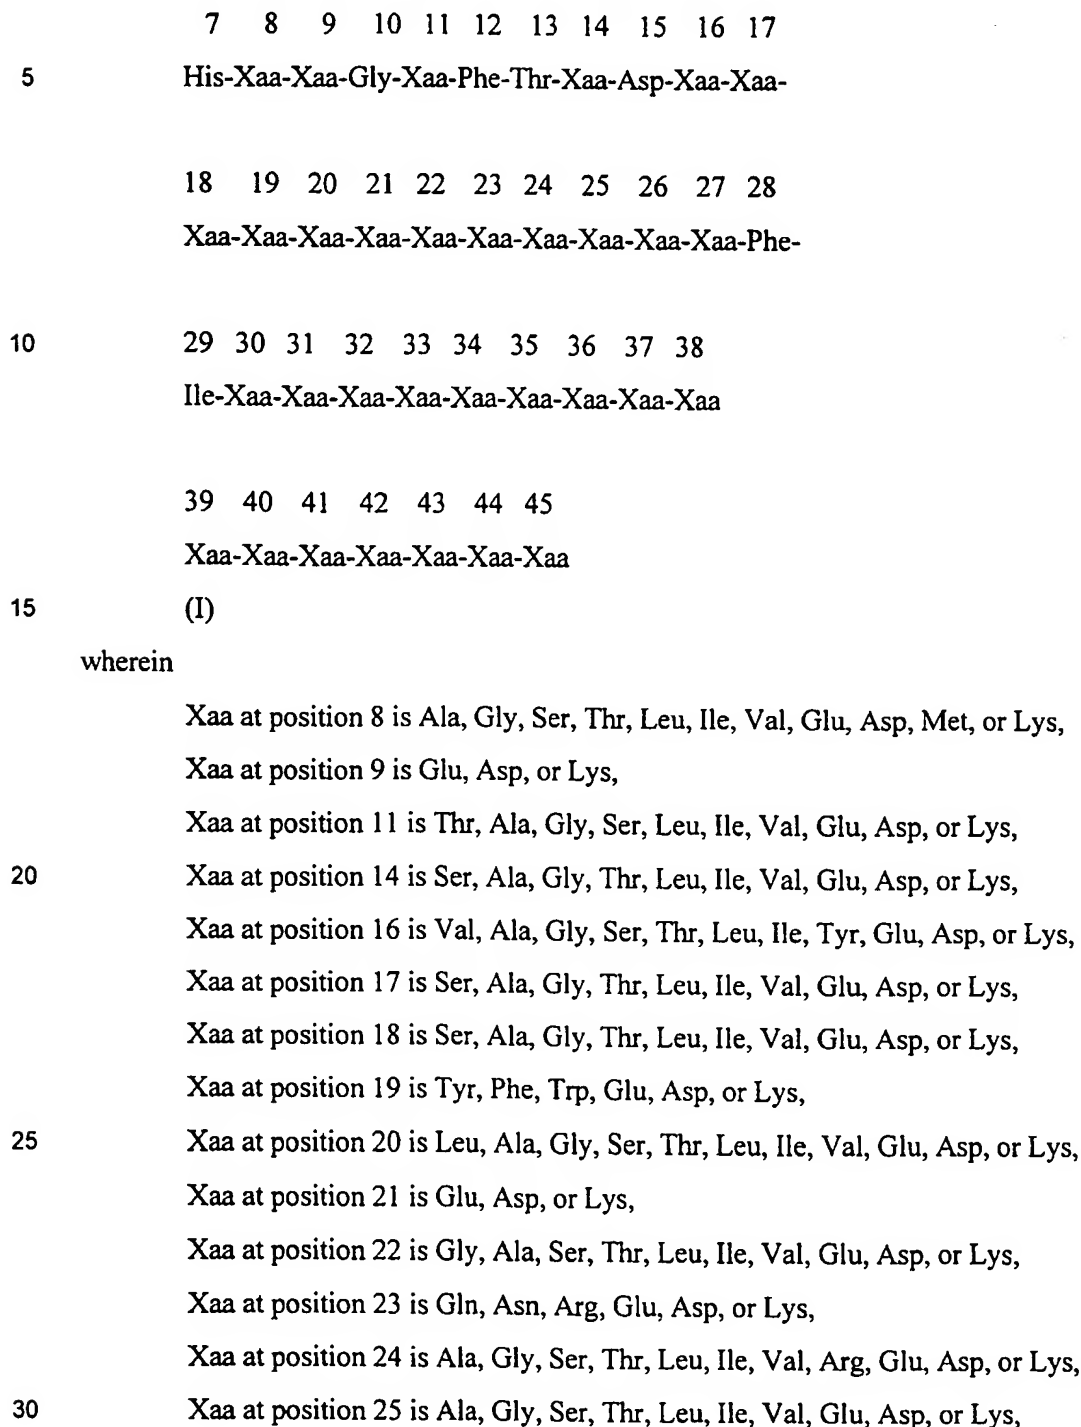 7 8 9 10 11 12 13 14 15 16 17
5 His-Xaa-Xaa-Gly-Xaa-Phe-Thr-Xaa-Asp-Xaa-Xaa-
18 19 20 21 22 23 24 25 26 27 28
Xaa-Xaa-Xaa-Xaa-Xaa-Xaa-Xaa-Xaa-Xaa-Xaa-Phe-
10 29 30 31 32 33 34 35 36 37 38
Ile-Xaa-Xaa-Xaa-Xaa-Xaa-Xaa-Xaa-Xaa-Xaa
39 40 41 42 43 44 45
Xaa-Xaa-Xaa-Xaa-Xaa-Xaa-Xaa
15 (I)
wherein
Xaa at position 8 is Ala, Gly, Ser, Thr, Leu, Ile, Val, Glu, Asp, Met, or Lys,
Xaa at position 9 is Glu, Asp, or Lys,
Xaa at position 11 is Thr, Ala, Gly, Ser, Leu, Ile, Val, Glu, Asp, or Lys,
20 Xaa at position 14 is Ser, Ala, Gly, Thr, Leu, Ile, Val, Glu, Asp, or Lys,
Xaa at position 16 is Val, Ala, Gly, Ser, Thr, Leu, Ile, Tyr, Glu, Asp, or Lys,
Xaa at position 17 is Ser, Ala, Gly, Thr, Leu, Ile, Val, Glu, Asp, or Lys,
Xaa at position 18 is Ser, Ala, Gly, Thr, Leu, Ile, Val, Glu, Asp, or Lys,
Xaa at position 19 is Tyr, Phe, Trp, Glu, Asp, or Lys,
25 Xaa at position 20 is Leu, Ala, Gly, Ser, Thr, Leu, Ile, Val, Glu, Asp, or Lys,
Xaa at position 21 is Glu, Asp, or Lys,
Xaa at position 22 is Gly, Ala, Ser, Thr, Leu, Ile, Val, Glu, Asp, or Lys,
Xaa at position 23 is Gln, Asn, Arg, Glu, Asp, or Lys,
Xaa at position 24 is Ala, Gly, Ser, Thr, Leu, Ile, Val, Arg, Glu, Asp, or Lys,
30 Xaa at position 25 is Ala, Gly, Ser, Thr, Leu, Ile, Val, Glu, Asp, or Lys,